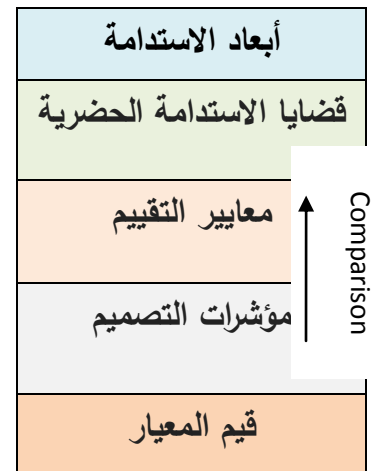 أبعاد الاستدامة
قضايا الاستدامة الحضرية
معايير التقييم
مؤشرات التصميم
قيم المعيار
Comparison